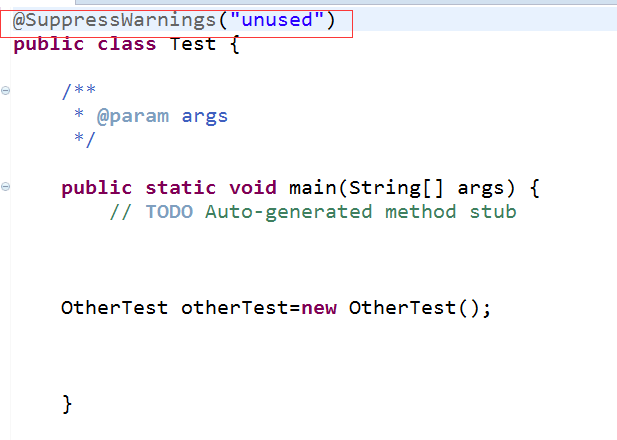 @SuppressWarnings("unused")
public class Test {
/**
* @param args
*/
public static void main(String[] args) {
// TODO Auto-generated method stub
OtherTest otherTest=new OtherTest();
}